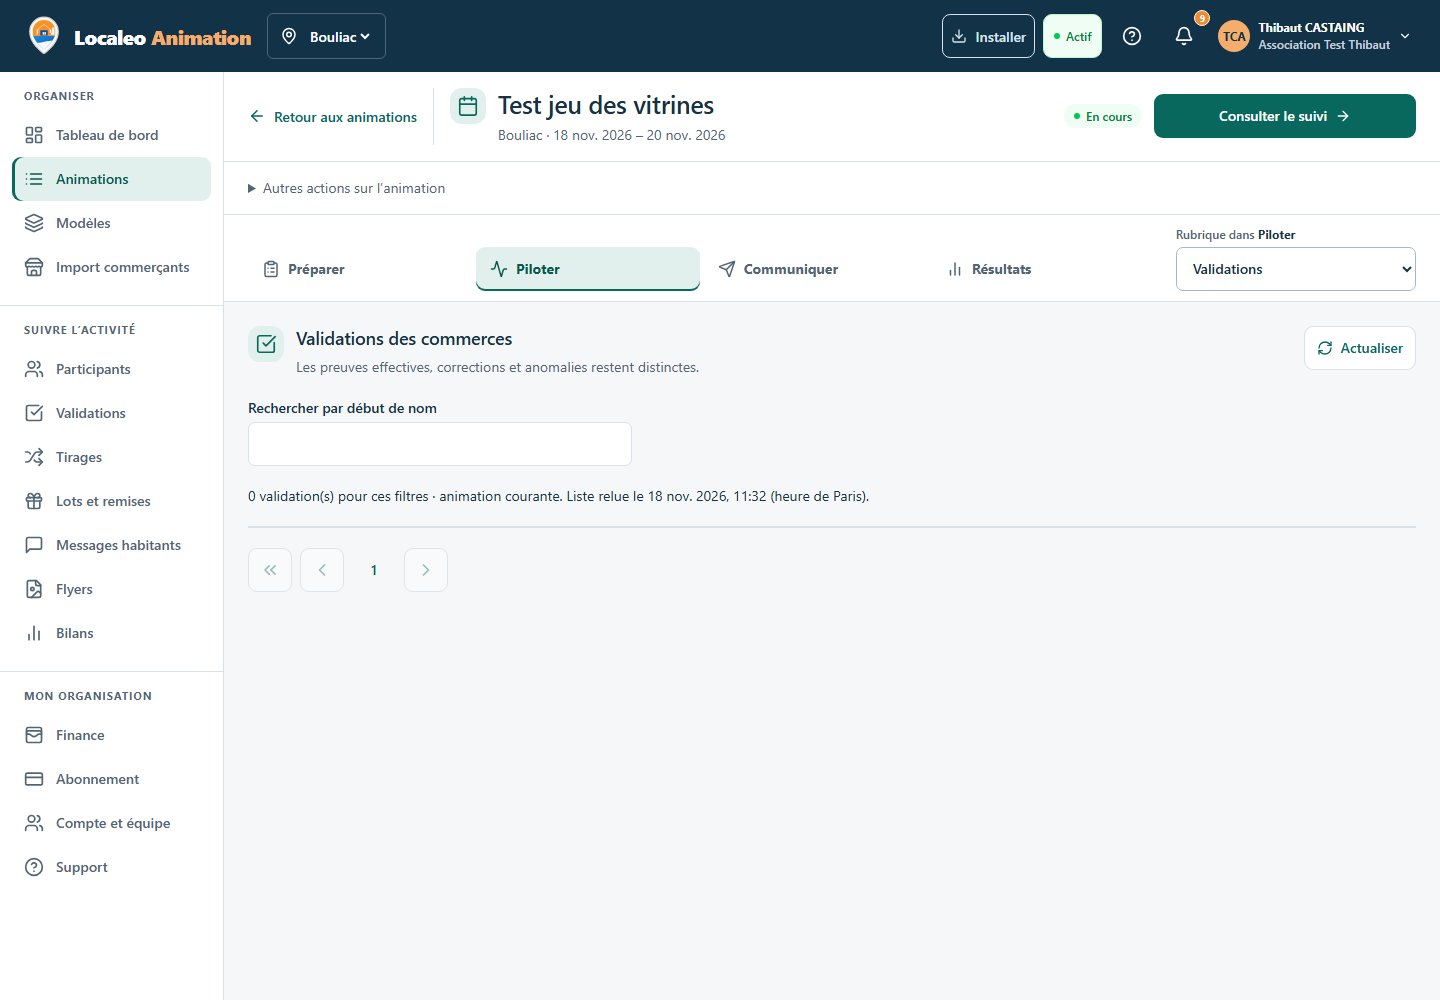 Localeo Animation
Bouliac
Installer
Actif
9
TCA
Thibaut CASTAING
Association Test Thibaut
ORGANISER
Tableau de bord
Animations
Modèles
Import commerçants
SUIVRE L'ACTIVITÉ
Participants
Validations
Tirages
Lots et remises
Messages habitants
Flyers
Bilans
MON ORGANISATION
Finance
Abonnement
Compte et équipe
Support
Retour aux animations
Test jeu des vitrines
Bouliac · 18 nov. 2026 – 20 nov. 2026
En cours
Consulter le suivi
Autres actions sur l'animation
Préparer
Piloter
Communiquer
Résultats
Rubrique dans Piloter
Validations
Validations des commerces
Les preuves effectives, corrections et anomalies restent distinctes.
Actualiser
Rechercher par début de nom
0 validation(s) pour ces filtres · animation courante. Liste relue le 18 nov. 2026, 11:32 (heure de Paris).
1